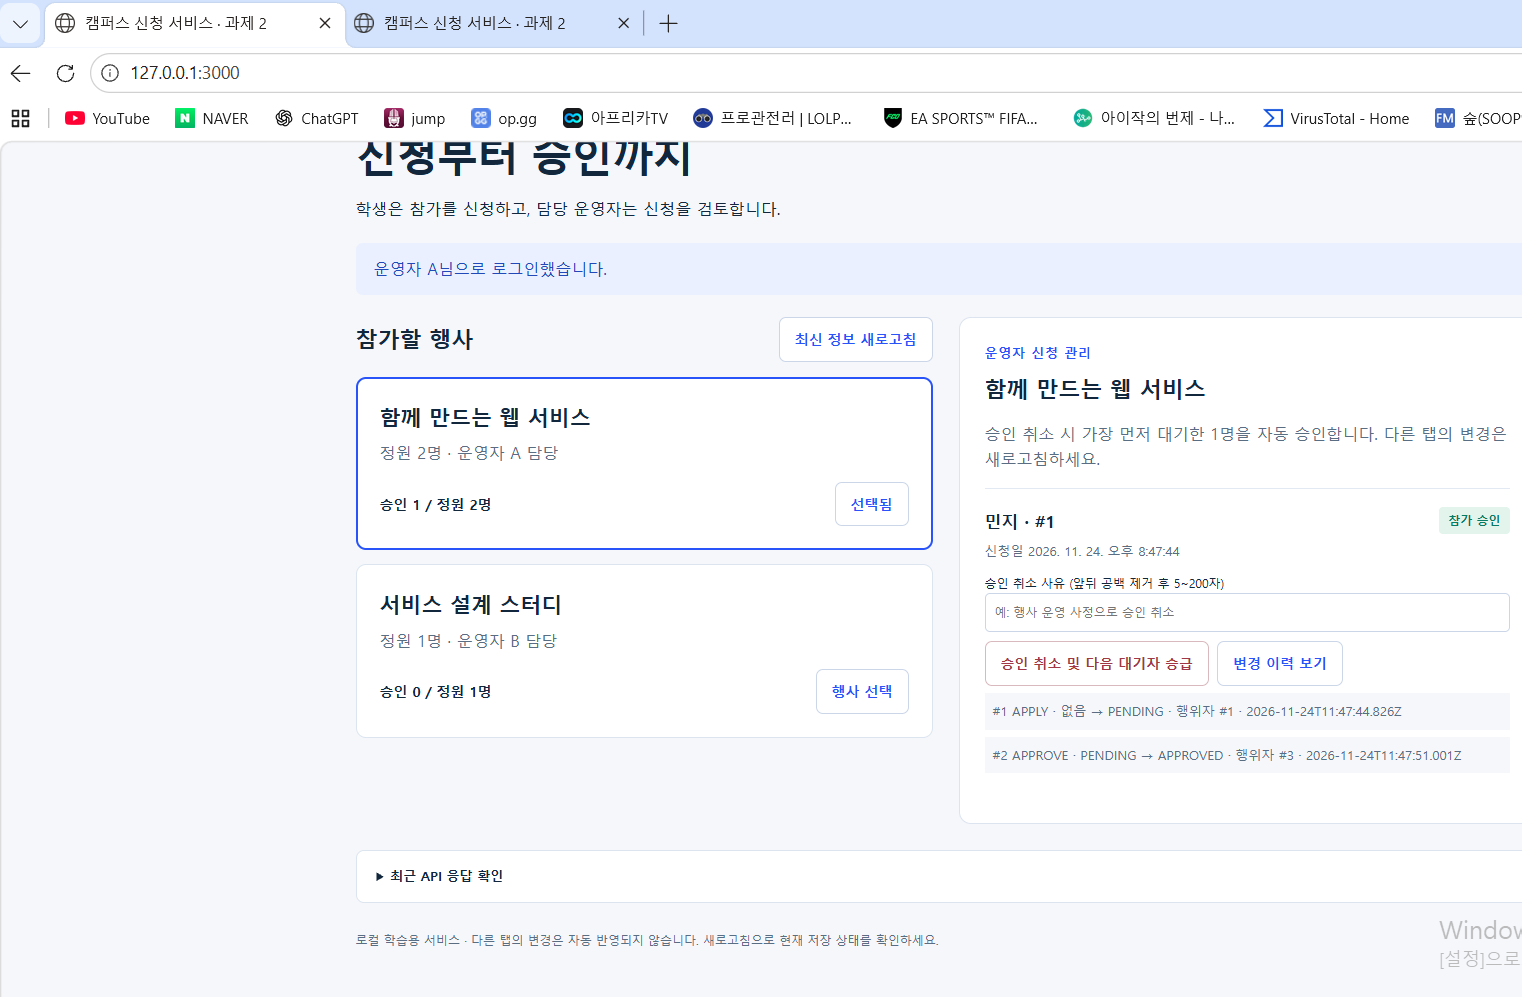 캠퍼스 신청 서비스 · 과제 2
캠퍼스 신청 서비스 · 과제 2
127.0.0.1:3000
YouTube
NAVER
ChatGPT
jump
op.gg
아프리카TV
프로관전러 | LOLP...
EA SPORTS™ FIFA...
아이작의 번제 - 나...
VirusTotal - Home
FM
숲(SOOP
신청부터 승인까지
학생은 참가를 신청하고, 담당 운영자는 신청을 검토합니다.
운영자 A님으로 로그인했습니다.
참가할 행사
최신 정보 새로고침
함께 만드는 웹 서비스
정원 2명 · 운영자 A 담당
승인 1 / 정원 2명
선택됨
서비스 설계 스터디
정원 1명 · 운영자 B 담당
승인 0 / 정원 1명
행사 선택
운영자 신청 관리
함께 만드는 웹 서비스
승인 취소 시 가장 먼저 대기한 1명을 자동 승인합니다. 다른 탭의 변경은
새로고침하세요.
민지 · #1
참가 승인
신청일 2026. 11. 24. 오후 8:47:44
승인 취소 사유 (앞뒤 공백 제거 후 5~200자)
예: 행사 운영 사정으로 승인 취소
승인 취소 및 다음 대기자 승급
변경 이력 보기
#1 APPLY · 없음 → PENDING · 행위자 #1 · 2026-11-24T11:47:44.826Z
#2 APPROVE · PENDING → APPROVED · 행위자 #3 · 2026-11-24T11:47:51.001Z
▶ 최근 API 응답 확인
로컬 학습용 서비스 · 다른 탭의 변경은 자동 반영되지 않습니다. 새로고침으로 현재 저장 상태를 확인하세요.
Window
[설정]으로